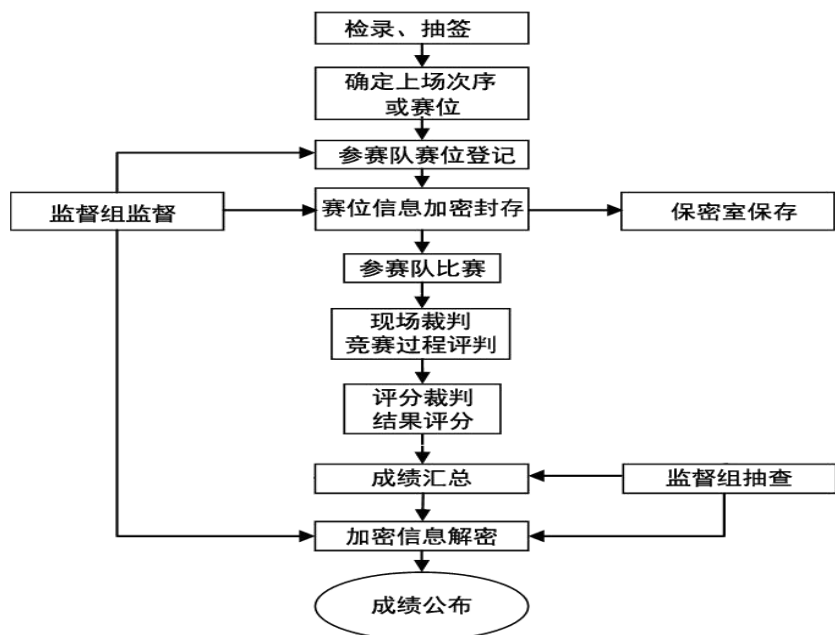 检录、抽签
确定上场次序
或赛位
参赛队赛位登记
监督组监督
赛位信息加密封存
保密室保存
参赛队比赛
现场裁判
竞赛过程评判
评分裁判
结果评分
成绩汇总
监督组抽查
加密信息解密
成绩公布